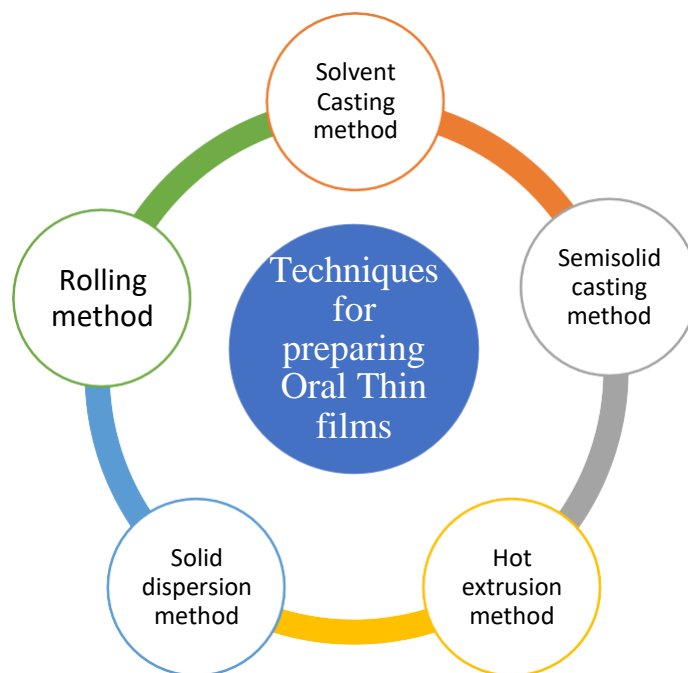 Solvent
Casting
method
Semisolid
casting
method
Hot
extrusion
method
Solid
dispersion
method
Rolling
method
Techniques
for
preparing
Oral Thin
films